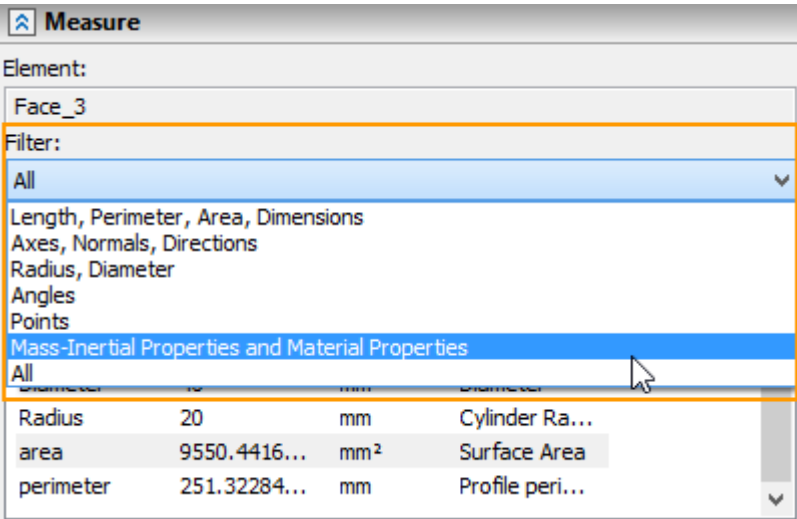 Measure
Element:
Face_3
Filter:
All
Length, Perimeter, Area, Dimensions
Axes, Normals, Directions
Radius, Diameter
Angles
Points
Mass-Inertial Properties and Material Properties
All
Radius 20 mm Cylinder Ra...
area 9550.4416... mm² Surface Area
perimeter 251.32284... mm Profile peri...